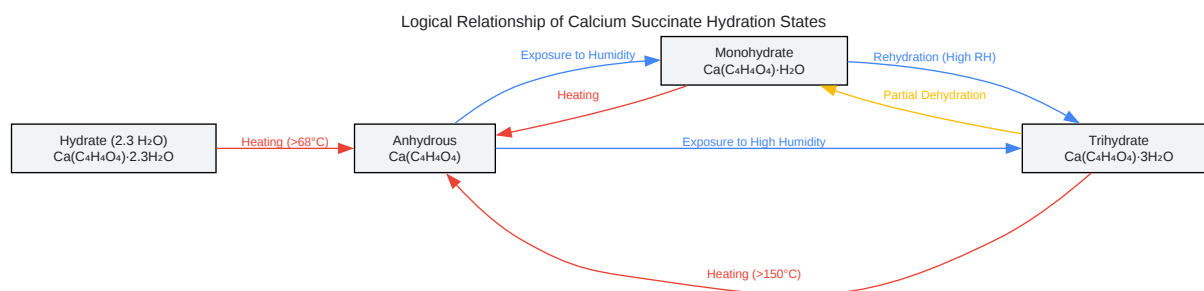 Logical Relationship of Calcium Succinate Hydration States
Exposure to Humidity
Monohydrate
Ca(C₄H₄O₄)·H₂O
Rehydration (High RH)
Heating
Partial Dehydration
Hydrate (2.3 H₂O)
Ca(C₄H₄O₄)·2.3H₂O
Heating (>68°C)
Anhydrous
Ca(C₄H₄O₄)
Exposure to High Humidity
Trihydrate
Ca(C₄H₄O₄)·3H₂O
Heating (>150°C)